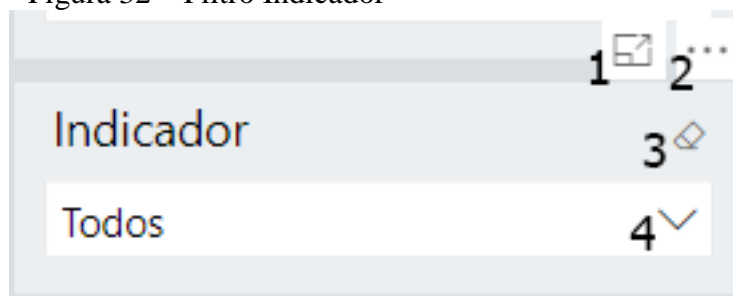 Figura 32 – Filtro Indicador
1 2 ...
Indicador
3
Todos
4